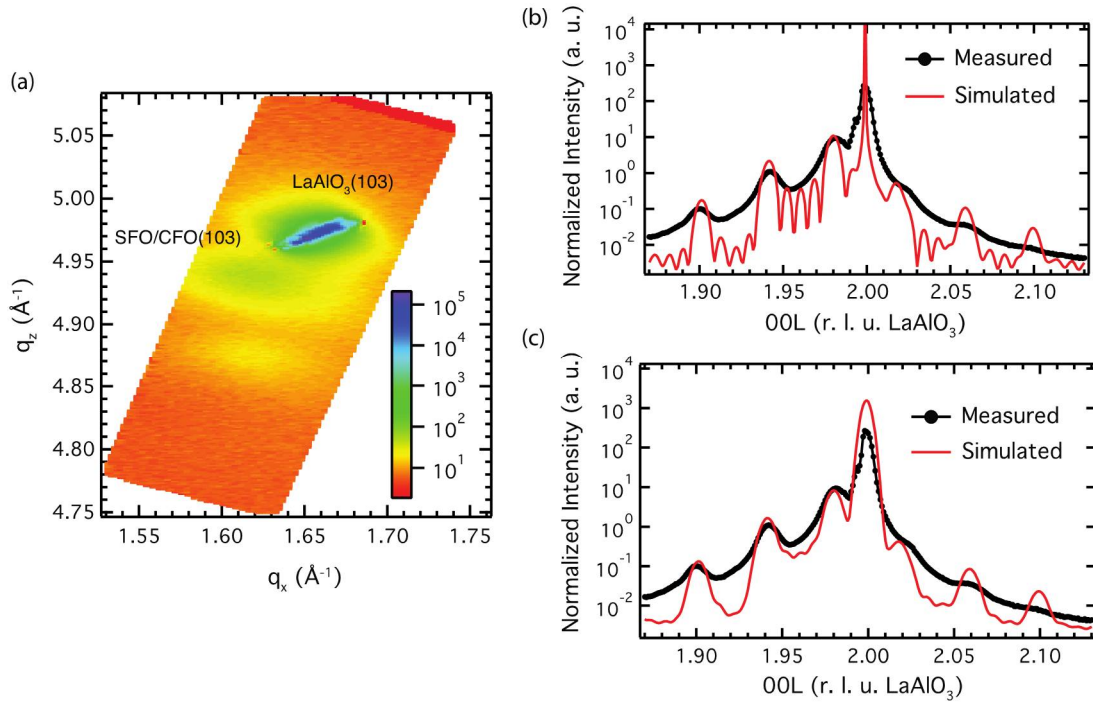 (a)
5.05
5.00
4.95
4.90
4.85
4.80
4.75
q_z (Å⁻¹)
LaAlO₃(103)
SFO/CFO(103)
10⁵
10⁴
10³
10²
10¹
1.55 1.60 1.65 1.70 1.75
q_x (Å⁻¹)
(b)
Normalized Intensity (a. u.)
10⁴
10³
10²
10¹
10⁰
10⁻¹
10⁻²
Measured
Simulated
1.90 1.95 2.00 2.05 2.10
00L (r. l. u. LaAlO₃)
(c)
Normalized Intensity (a. u.)
10⁴
10³
10²
10¹
10⁰
10⁻¹
10⁻²
Measured
Simulated
1.90 1.95 2.00 2.05 2.10
00L (r. l. u. LaAlO₃)